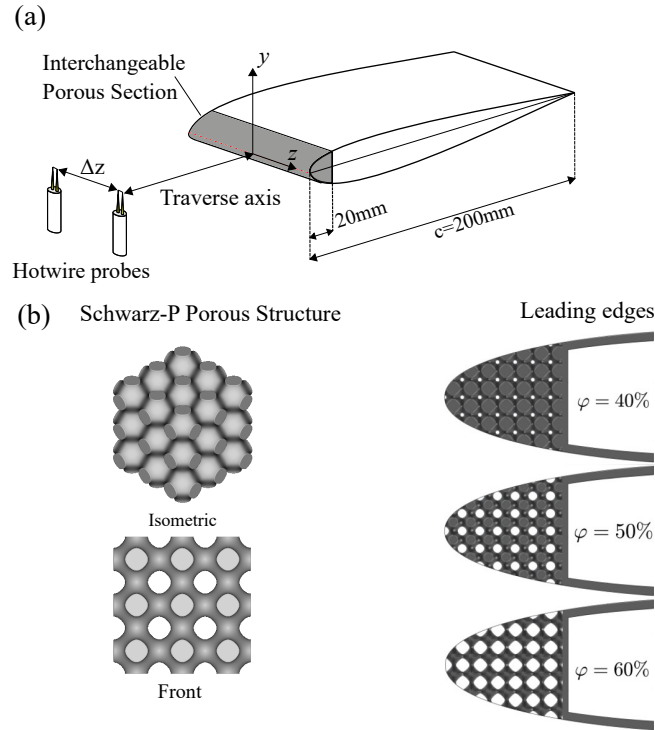 (a)
Interchangeable
Porous Section
y
z
Δz
Traverse axis
20mm
c=200mm
Hotwire probes
(b)
Schwarz-P Porous Structure
Leading edges
φ = 40%
Isometric
φ = 50%
Front
φ = 60%